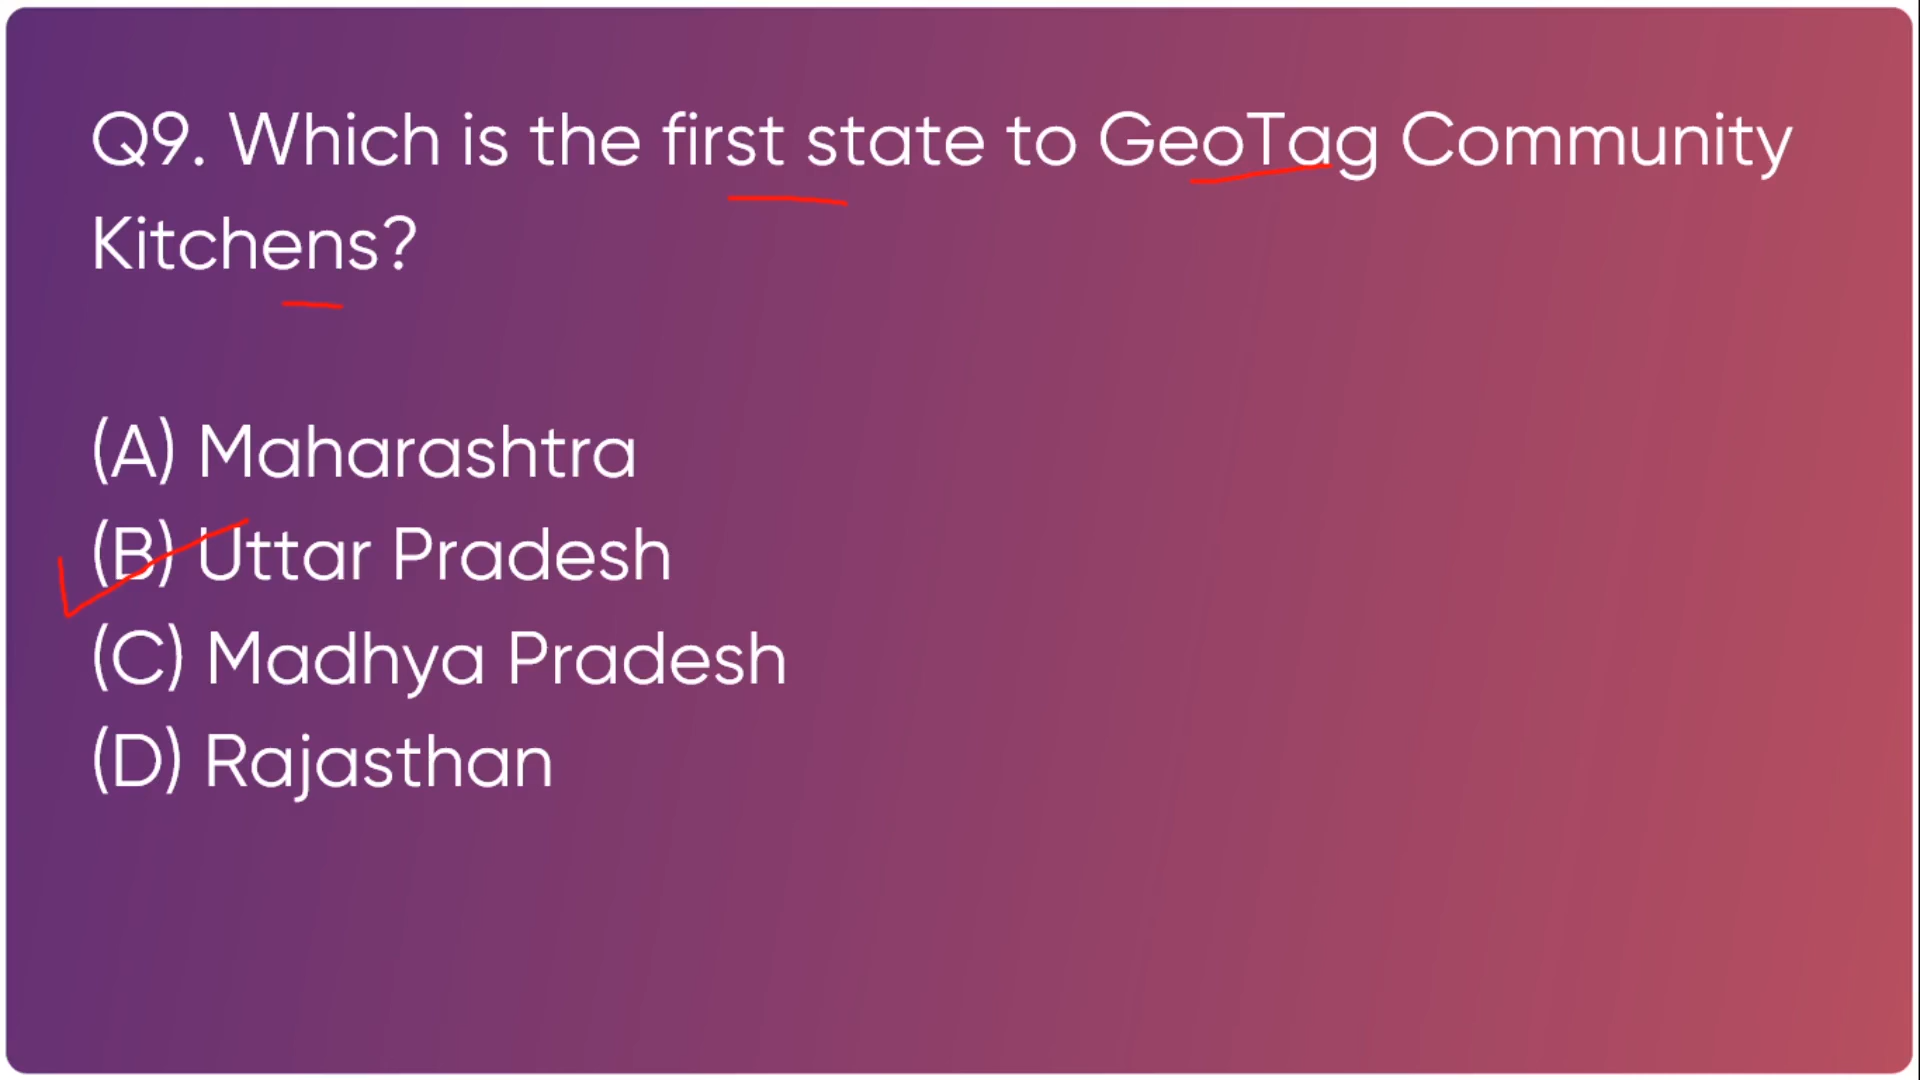 Q9. Which is the first state to GeoTag Community
Kitchens?
(A) Maharashtra
(B) Uttar Pradesh
(C) Madhya Pradesh
(D) Rajasthan